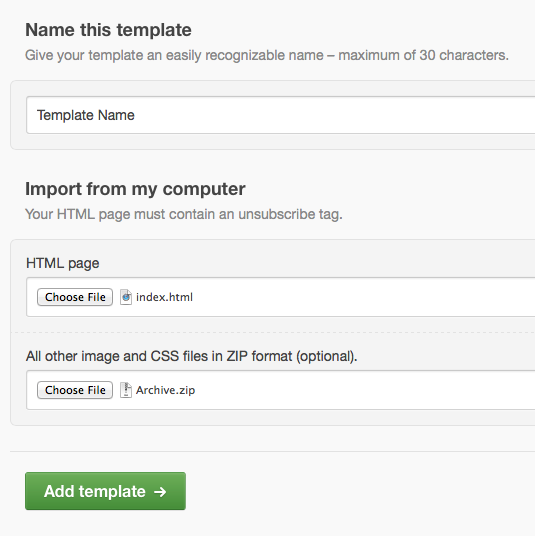 Name this template
Give your template an easily recognizable name – maximum of 30 characters.
Template Name
Import from my computer
Your HTML page must contain an unsubscribe tag.
HTML page
Choose File index.html
All other image and CSS files in ZIP format (optional).
Choose File Archive.zip
Add template →